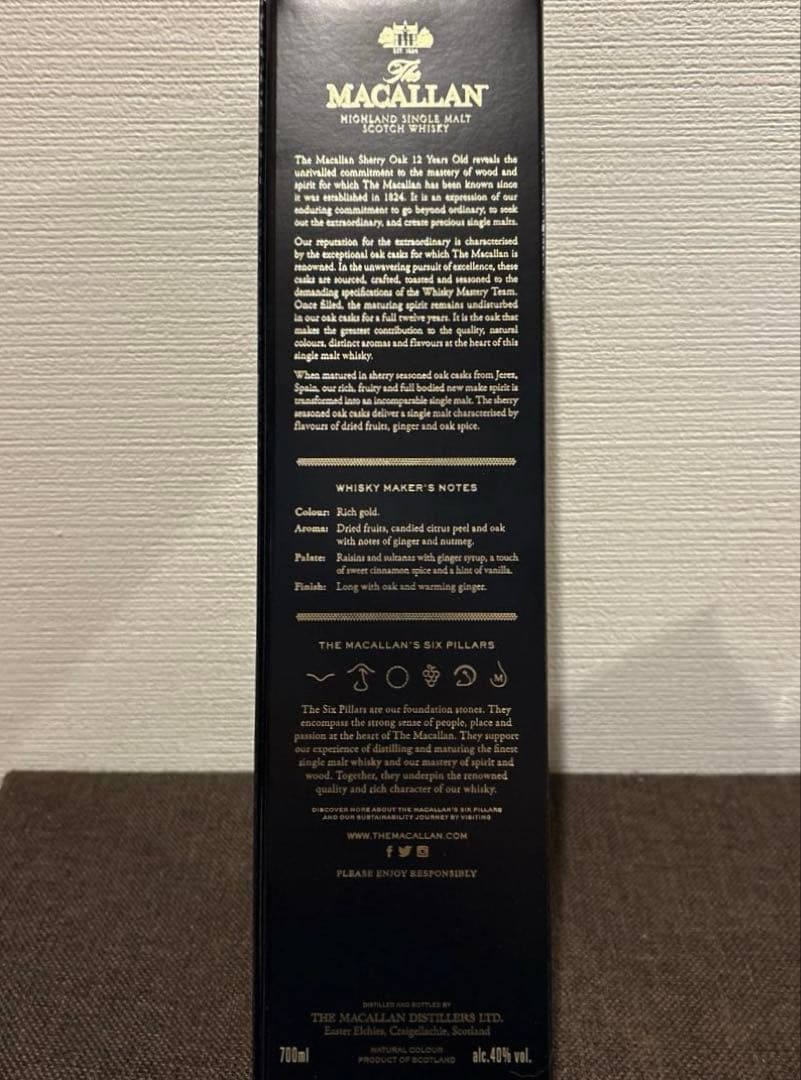 EST. 1824
The
MACALLAN
HIGHLAND SINGLE MALT
SCOTCH WHISKY
The Macallan Sherry Oak 12 Years Old reveals the
unrivalled commitment to the mastery of wood and
spirit for which The Macallan has been known since
it was established in 1824. It is an expression of our
enduring commitment to go beyond ordinary, to seek
out the extraordinary, and create precious single malts.
Our reputation for the extraordinary is characterised
by the exceptional oak casks for which The Macallan is
renowned. In the unwavering pursuit of excellence, these
casks are sourced, crafted, toasted and seasoned to the
demanding specifications of the Whisky Mastery Team.
Once filled, the maturing spirit remains undisturbed
in our oak casks for a full twelve years. It is the oak that
makes the greatest contribution to the quality, natural
colours, distinct aromas and flavours at the heart of this
single malt whisky.
When matured in sherry seasoned oak casks from Jerez,
Spain, our rich, fruity and full bodied new make spirit is
transformed into an incomparable single malt. The sherry
seasoned oak casks deliver a single malt characterised by
flavours of dried fruits, ginger and oak spice.
WHISKY MAKER'S NOTES
Colour: Rich gold.
Aroma: Dried fruits, candied citrus peel and oak
with notes of ginger and nutmeg.
Palate: Raisins and sultanas with ginger syrup, a touch
of sweet cinnamon spice and a hint of vanilla.
Finish: Long with oak and warming ginger.
THE MACALLAN'S SIX PILLARS
M
The Six Pillars are our foundation stones. They
encompass the strong sense of people, place and
passion at the heart of The Macallan. They support
our experience of distilling and maturing the finest
single malt whisky and our mastery of spirit and
wood. Together, they underpin the renowned
quality and rich character of our whisky.
DISCOVER MORE ABOUT THE MACALLAN'S SIX PILLARS
AND OUR SUSTAINABILITY JOURNEY BY VISITING
WWW.THEMACALLAN.COM
PLEASE ENJOY RESPONSIBLY
DISTILLED AND BOTTLED BY
THE MACALLAN DISTILLERS LTD.
Easter Elchies, Craigellachie, Scotland
700ml NATURAL COLOUR alc.40% vol.
PRODUCT OF SCOTLAND